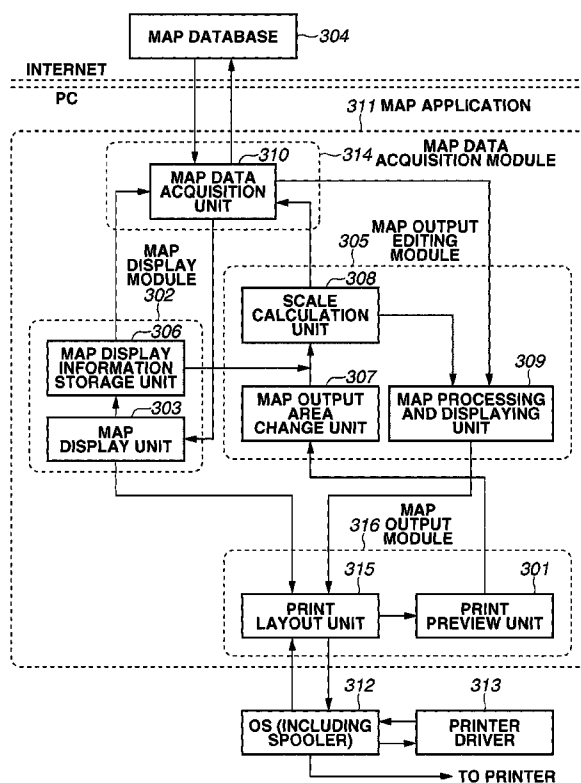 MAP DATABASE
304
INTERNET
PC
311 MAP APPLICATION
310
314 MAP DATA
ACQUISITION MODULE
MAP DATA
ACQUISITION
UNIT
MAP OUTPUT
EDITING
MODULE
305
MAP
DISPLAY
MODULE
302
308
SCALE
CALCULATION
UNIT
306
MAP DISPLAY
INFORMATION
STORAGE UNIT
307
MAP OUTPUT
AREA
CHANGE UNIT
309
MAP PROCESSING
AND DISPLAYING
UNIT
303
MAP
DISPLAY UNIT
MAP
OUTPUT
MODULE
316
315
PRINT
LAYOUT UNIT
301
PRINT
PREVIEW UNIT
312
OS (INCLUDING
SPOOLER)
313
PRINTER
DRIVER
TO PRINTER